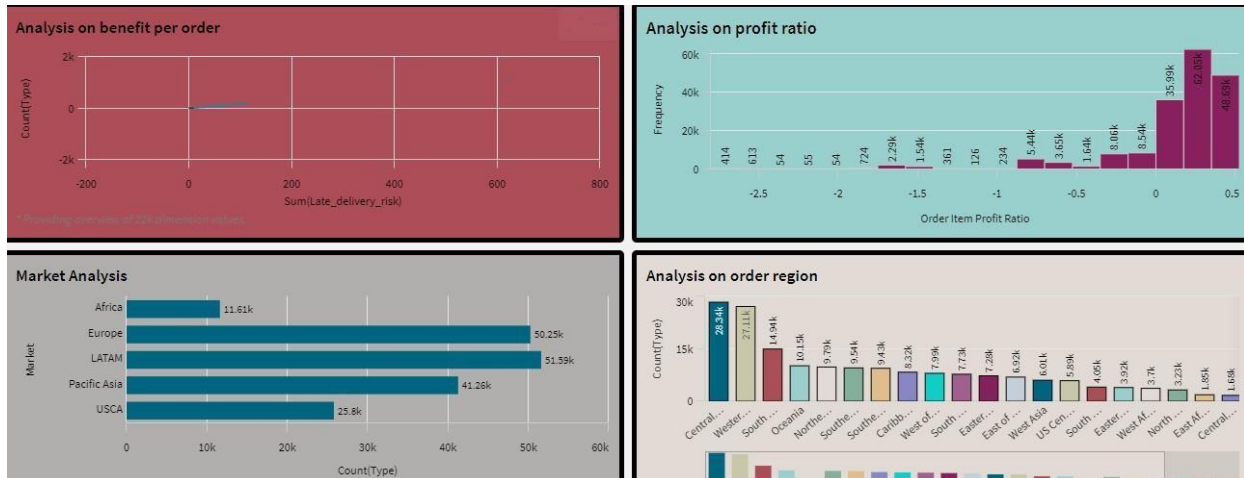 Analysis on benefit per order
Count(Type)
2k
0
-2k
-200
0
200
400
600
800
Sum(Late_delivery_risk)
* Providing overview of 22k dimension values.
Analysis on profit ratio
Frequency
60k
40k
20k
0
414
613
54
55
54
724
2.29k
1.54k
361
126
234
5.44k
3.65k
1.64k
8.06k
8.54k
35.99k
62.05k
48.69k
-2.5
-2
-1.5
-1
-0.5
0
0.5
Order Item Profit Ratio
Market Analysis
Market
Africa
11.61k
Europe
50.25k
LATAM
51.59k
Pacific Asia
41.26k
USCA
25.8k
0
10k
20k
30k
40k
50k
60k
Count(Type)
Analysis on order region
Count(Type)
30k
15k
0
28.34k
27.11k
14.94k
10.15k
9.79k
9.54k
9.43k
8.32k
7.99k
7.73k
7.28k
6.92k
6.01k
5.89k
4.05k
3.92k
3.7k
3.23k
1.85k
1.68k
Central...
Wester...
South ...
Oceania
Northe...
Southe...
Southe...
Caribb...
West of...
South ...
Easter...
East of ...
West Asia
US Cen...
South ...
Easter...
West Af...
North ...
East Af...
Central...